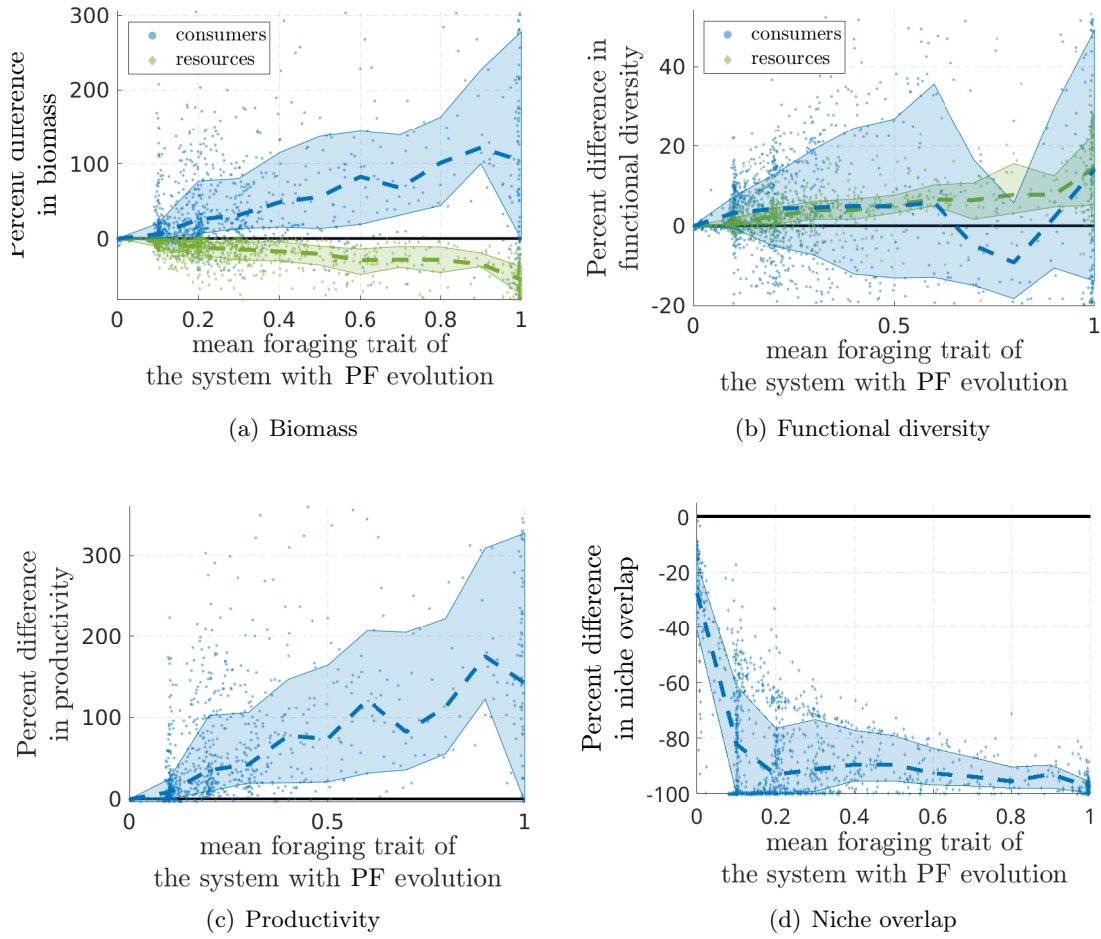 300
200
100
0
Percent difference
in biomass
consumers
resources
0
0.2
0.4
0.6
0.8
1
mean foraging trait of
the system with PF evolution
(a) Biomass
40
20
0
-20
Percent difference in
functional diversity
consumers
resources
0
0.5
1
mean foraging trait of
the system with PF evolution
(b) Functional diversity
300
200
100
0
Percent difference
in productivity
0
0.5
1
mean foraging trait of
the system with PF evolution
(c) Productivity
0
-20
-40
-60
-80
-100
Percent difference
in niche overlap
0
0.2
0.4
0.6
0.8
1
mean foraging trait of
the system with PF evolution
(d) Niche overlap